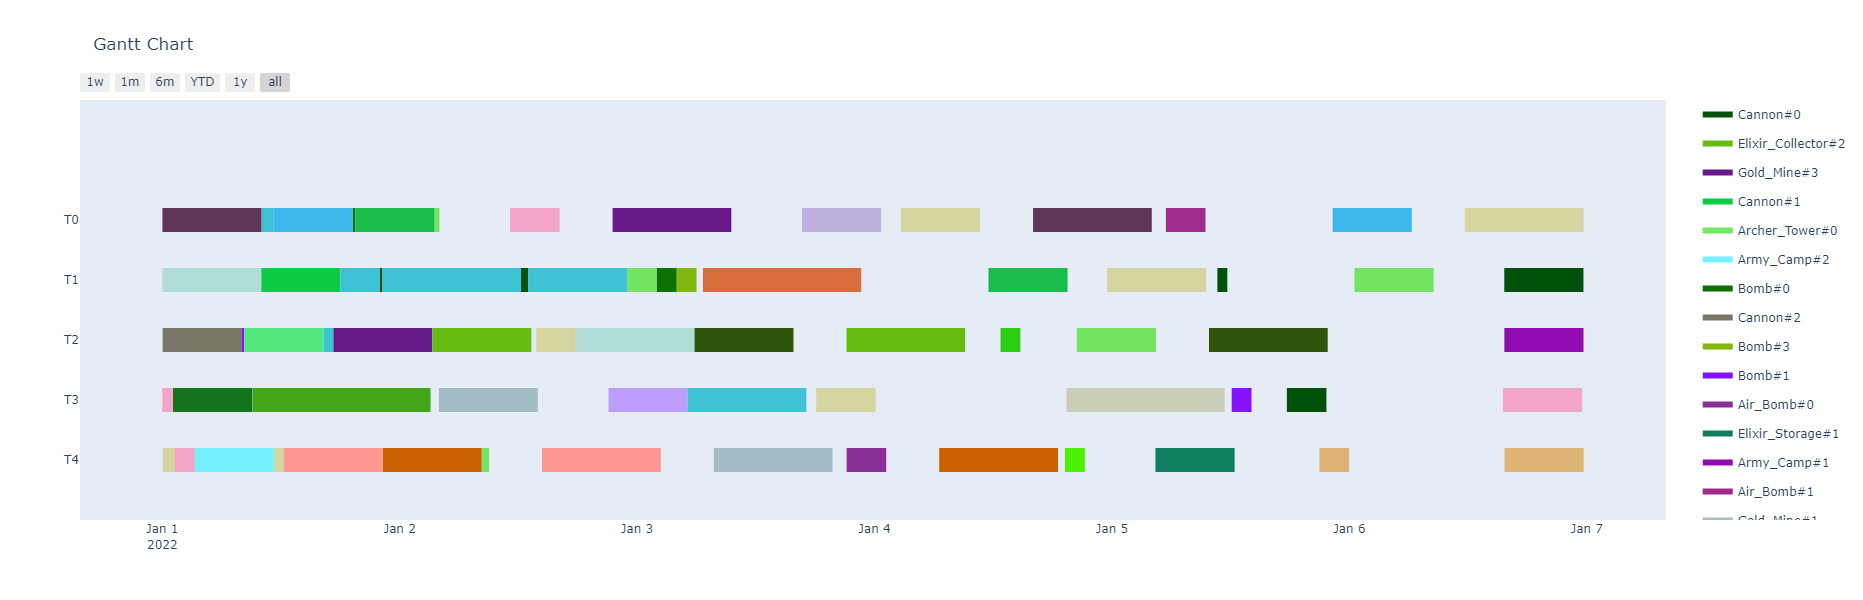 Gantt Chart
1w 1m 6m YTD 1y all
Cannon#0
Elixir_Collector#2
Gold_Mine#3
Cannon#1
Archer_Tower#0
Army_Camp#2
Bomb#0
Cannon#2
Bomb#3
Bomb#1
Air_Bomb#0
Elixir_Storage#1
Army_Camp#1
Air_Bomb#1
Gold_Mine#1
T0
T1
T2
T3
T4
Jan 1 Jan 2 Jan 3 Jan 4 Jan 5 Jan 6 Jan 7
2022